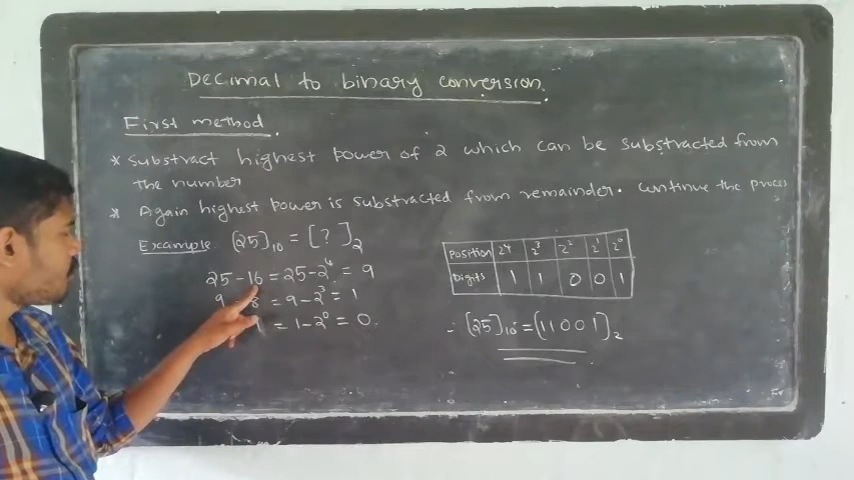 Decimal to binary conversion.
First method.
* Substract highest power of 2 which can be substracted from
the number
* Again highest power is substracted from remainder. Continue the process
Example (25)₁₀ = [?]₂
25-16 = 25-2⁴ = 9
9 8 = 9-2³ = 1
1 = 1-2⁰ = 0.
Position 2⁴ 2³ 2² 2¹ 2⁰
Digits 1 1 0 0 1
(25)₁₀ = (11001)₂